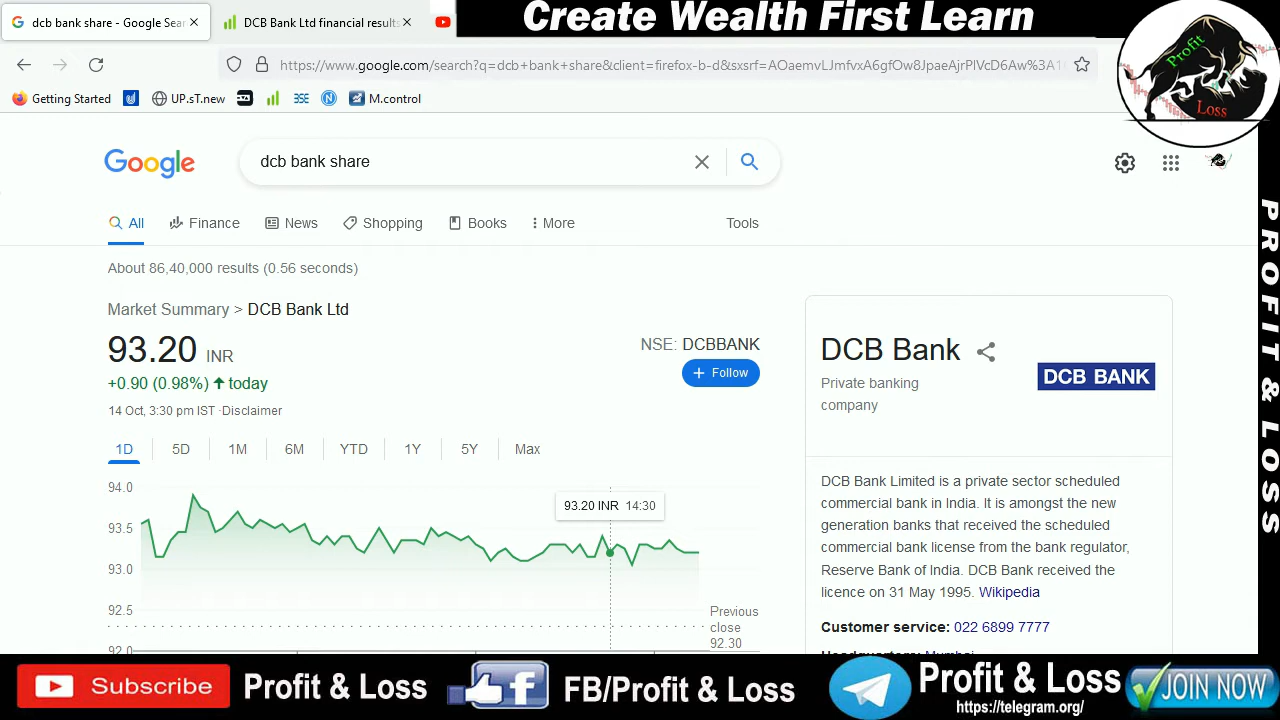 dcb bank share - Google Sear
DCB Bank Ltd financial results
Create Wealth First Learn
https://www.google.com/search?q=dcb+bank+share&client=firefox-b-d&sxsrf=
Getting Started
UP.sT.new
M.control
Profit
Loss
Google
dcb bank share
All
Finance
News
Shopping
Books
More
Tools
About 86,40,000 results (0.56 seconds)
Market Summary > DCB Bank Ltd
93.20 INR
+0.90 (0.98%) ↑ today
14 Oct, 3:30 pm IST · Disclaimer
NSE: DCBBANK
+ Follow
1D
5D
1M
6M
YTD
1Y
5Y
Max
94.0
93.5
93.0
92.5
92.0
93.20 INR 14:30
Previous
close
92.30
DCB Bank
Private banking
company
DCB BANK
DCB Bank Limited is a private sector scheduled
commercial bank in India. It is amongst the new
generation banks that received the scheduled
commercial bank license from the bank regulator,
Reserve Bank of India. DCB Bank received the
licence on 31 May 1995. Wikipedia
Customer service: 022 6899 7777
Headquarters: Mumbai
PROFIT & LOSS
Subscribe
Profit & Loss
FB/Profit & Loss
Profit & Loss
https://telegram.org/
JOIN NOW